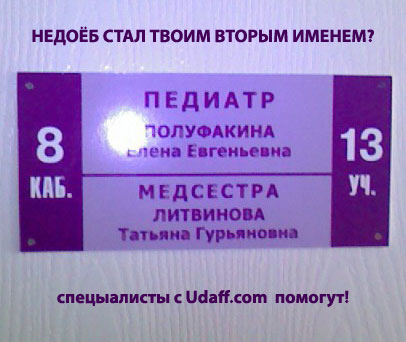 НЕДОЁБ СТАЛ ТВОИМ ВТОРЫМ ИМЕНЕМ?
ПЕДИАТР
ПОЛУФАКИНА
Елена Евгеньевна
8
КАБ.
13
УЧ.
МЕДСЕСТРА
ЛИТВИНОВА
Татьяна Гурьяновна
спецыалисты с Udaff.com помогут!